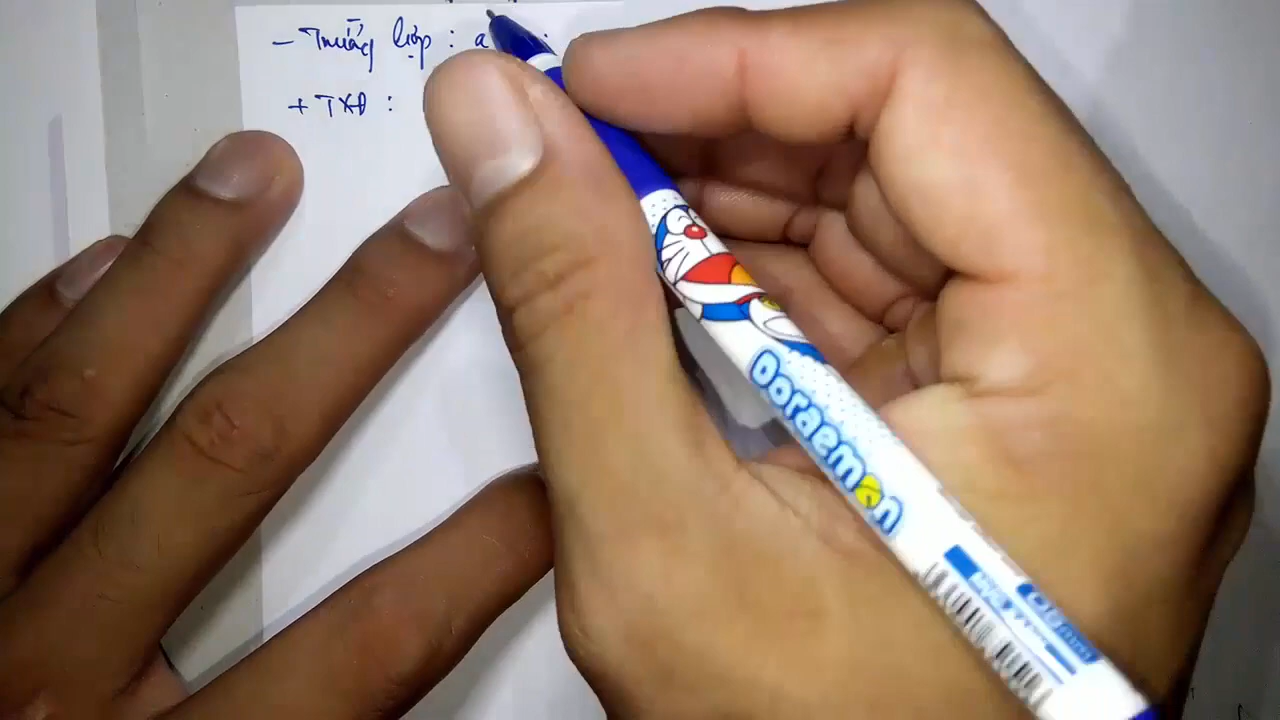 - Trường hợp : a
+ TXĐ :
Doraemon